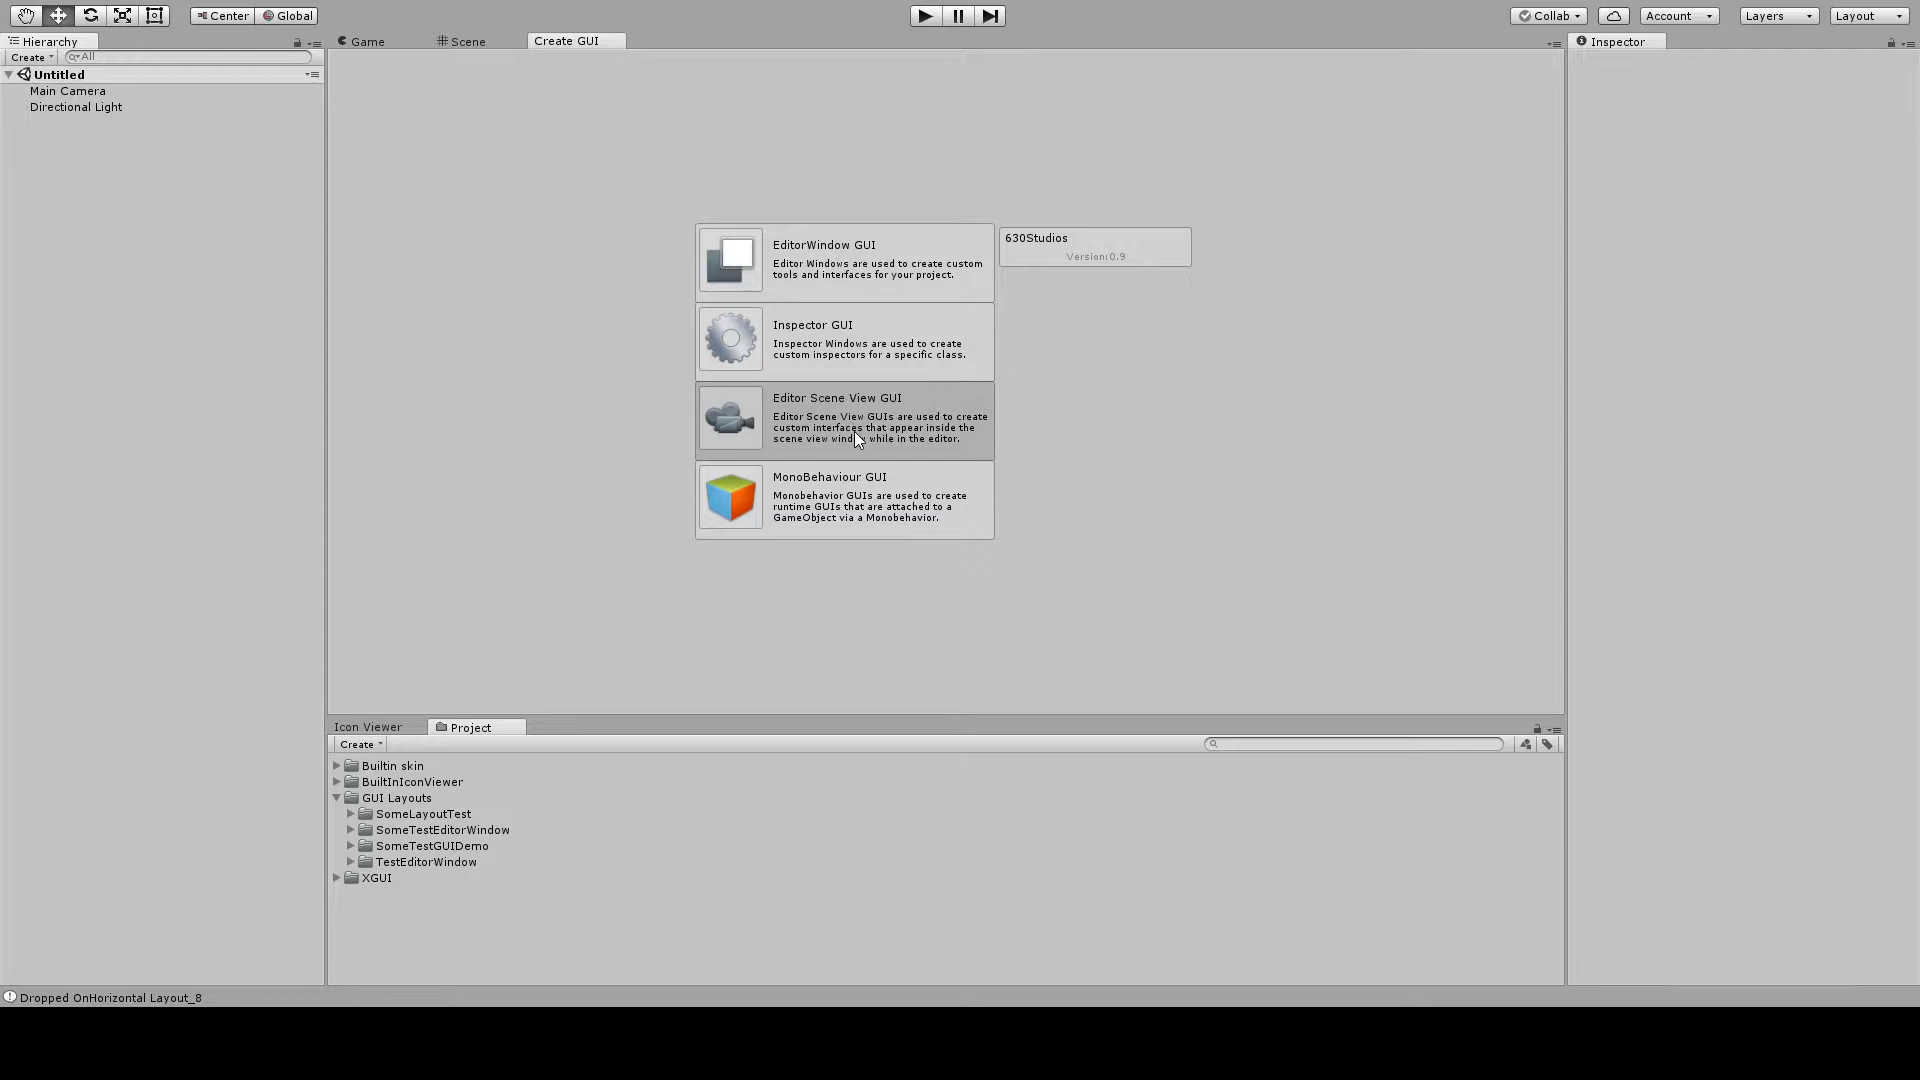 Center Global Collab Account Layers Layout
Hierarchy Game Scene Create GUI Inspector
Create All
Untitled
Main Camera
Directional Light
EditorWindow GUI
Editor Windows are used to create custom
tools and interfaces for your project.
630Studios
Version:0.9
Inspector GUI
Inspector Windows are used to create
custom inspectors for a specific class.
Editor Scene View GUI
Editor Scene View GUIs are used to create
custom interfaces that appear inside the
scene view window while in the editor.
MonoBehaviour GUI
Monobehavior GUIs are used to create
runtime GUIs that are attached to a
GameObject via a Monobehavior.
Icon Viewer Project
Create
Builtin skin
BuiltInIconViewer
GUI Layouts
SomeLayoutTest
SomeTestEditorWindow
SomeTestGUIDemo
TestEditorWindow
XGUI
Dropped OnHorizontal Layout_8